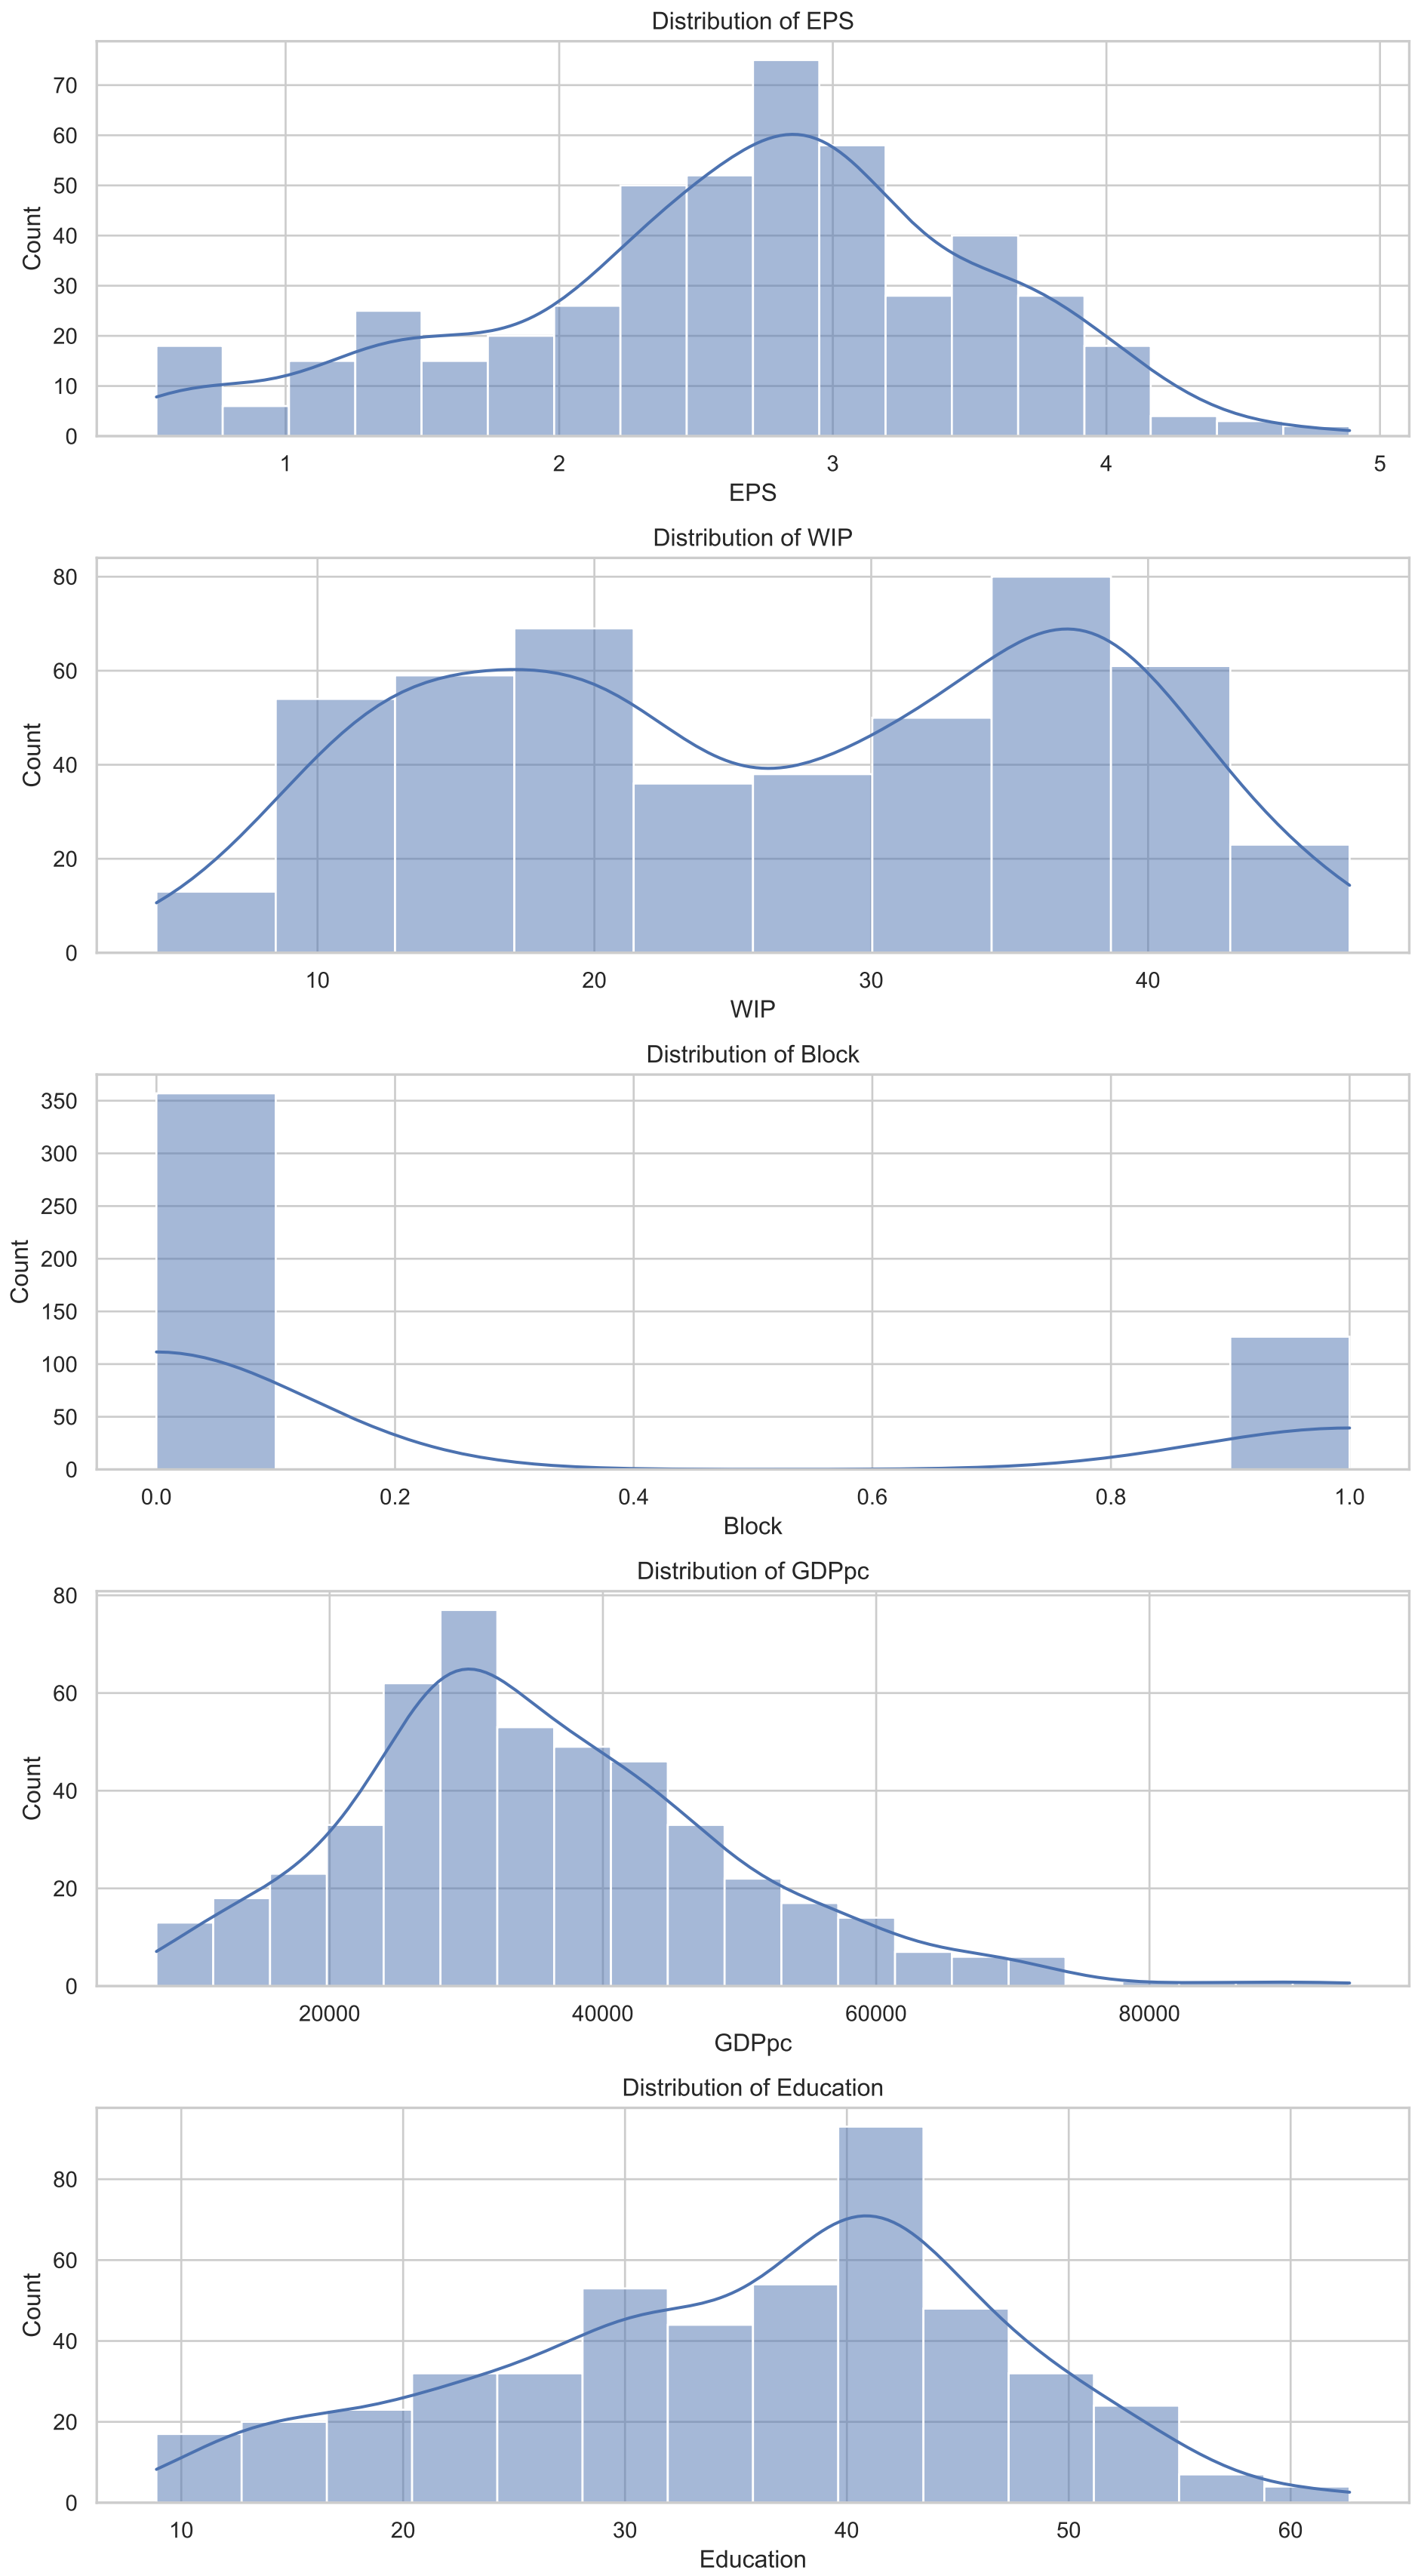 Distribution of EPS
70
60
50
40
30
20
10
0
Count
1 2 3 4 5
EPS
Distribution of WIP
80
60
40
20
0
Count
10 20 30 40
WIP
Distribution of Block
350
300
250
200
150
100
50
0
Count
0.0 0.2 0.4 0.6 0.8 1.0
Block
Distribution of GDPpc
80
60
40
20
0
Count
20000 40000 60000 80000
GDPpc
Distribution of Education
80
60
40
20
0
Count
10 20 30 40 50 60
Education